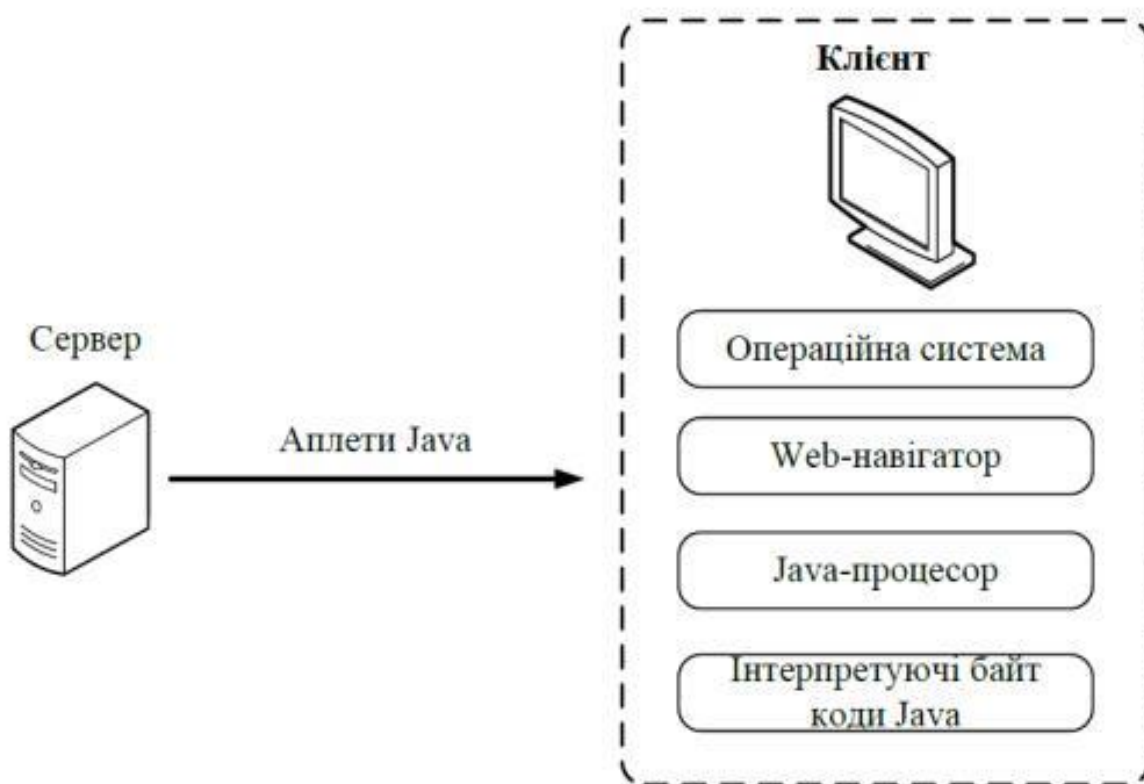 Клієнт
Операційна система
Сервер
Аплети Java
Web-навігатор
Java-процесор
Інтерпретуючі байт
коди Java